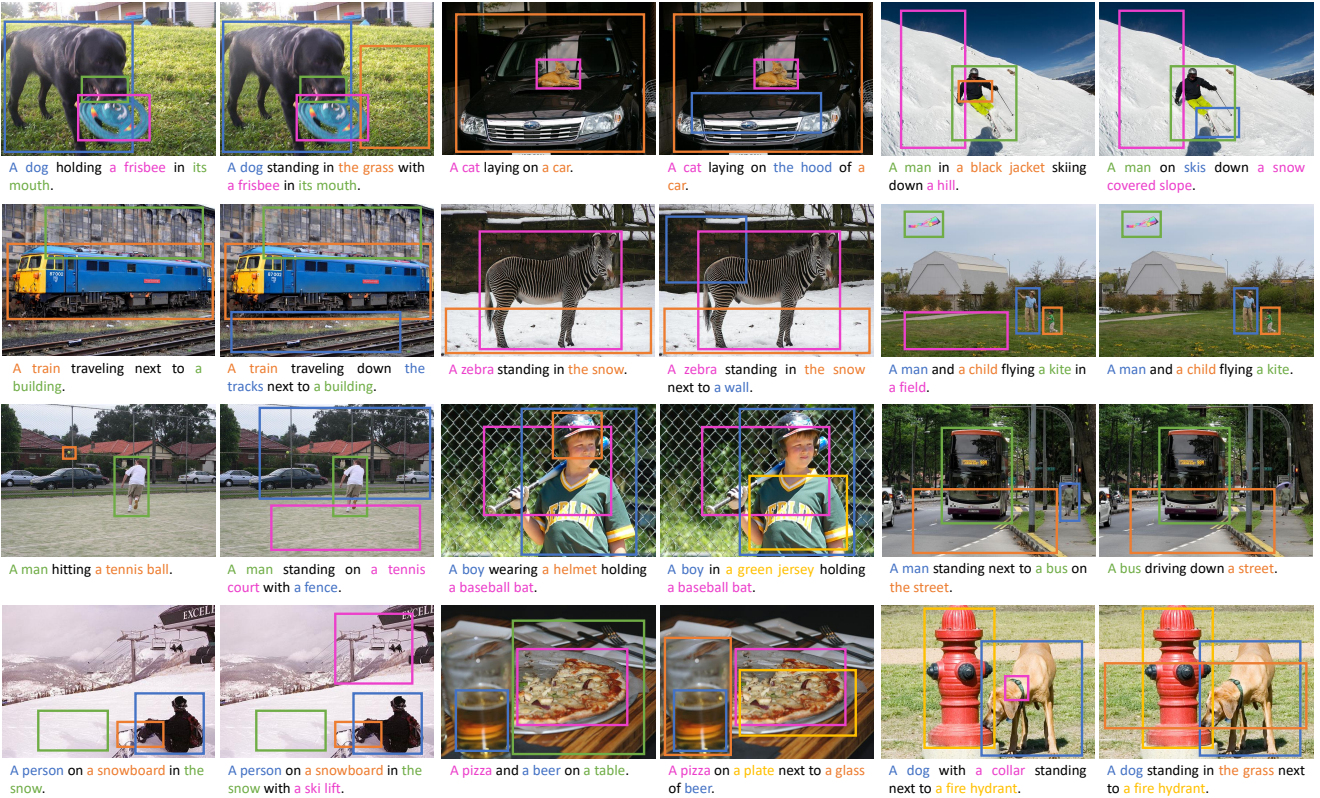 A dog holding a frisbee in its
mouth.
A dog standing in the grass with
a frisbee in its mouth.
A cat laying on a car.
A cat laying on the hood of a
car.
A man in a black jacket skiing
down a hill.
A man on skis down a snow
covered slope.
87002
87002
A train traveling next to a
building.
A train traveling down the
tracks next to a building.
A zebra standing in the snow.
A zebra standing in the snow
next to a wall.
A man and a child flying a kite in
a field.
A man and a child flying a kite.
A man hitting a tennis ball.
A man standing on a tennis
court with a fence.
A boy wearing a helmet holding
a baseball bat.
A boy in a green jersey holding
a baseball bat.
A man standing next to a bus on
the street.
A bus driving down a street.
EXCELE
EXCELE
A person on a snowboard in the
snow.
A person on a snowboard in the
snow with a ski lift.
A pizza and a beer on a table.
A pizza on a plate next to a glass
of beer.
A dog with a collar standing
next to a fire hydrant.
A dog standing in the grass next
to a fire hydrant.